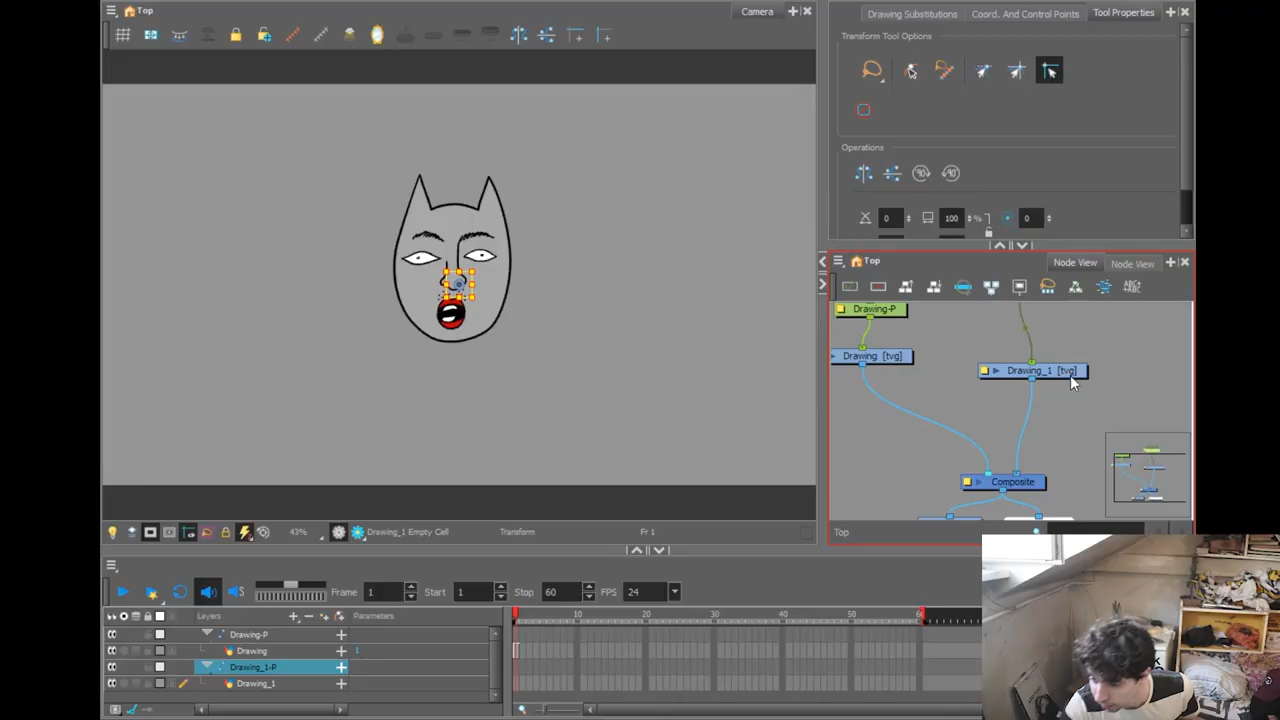 Top
Camera
Drawing Substitutions
Coord. And Control Points
Tool Properties
Transform Tool Options
Operations
0
100
%
0
Top
Node View
Node View
Drawing-P
Drawing [tvg]
Drawing_1 [tvg]
Composite
Top
43%
Drawing_1 Empty Cell
Transform
Fr 1
Frame
1
Start
1
Stop
60
FPS
24
Layers
Parameters
10
20
30
40
50
Drawing-P
Drawing
1
Drawing_1-P
Drawing_1